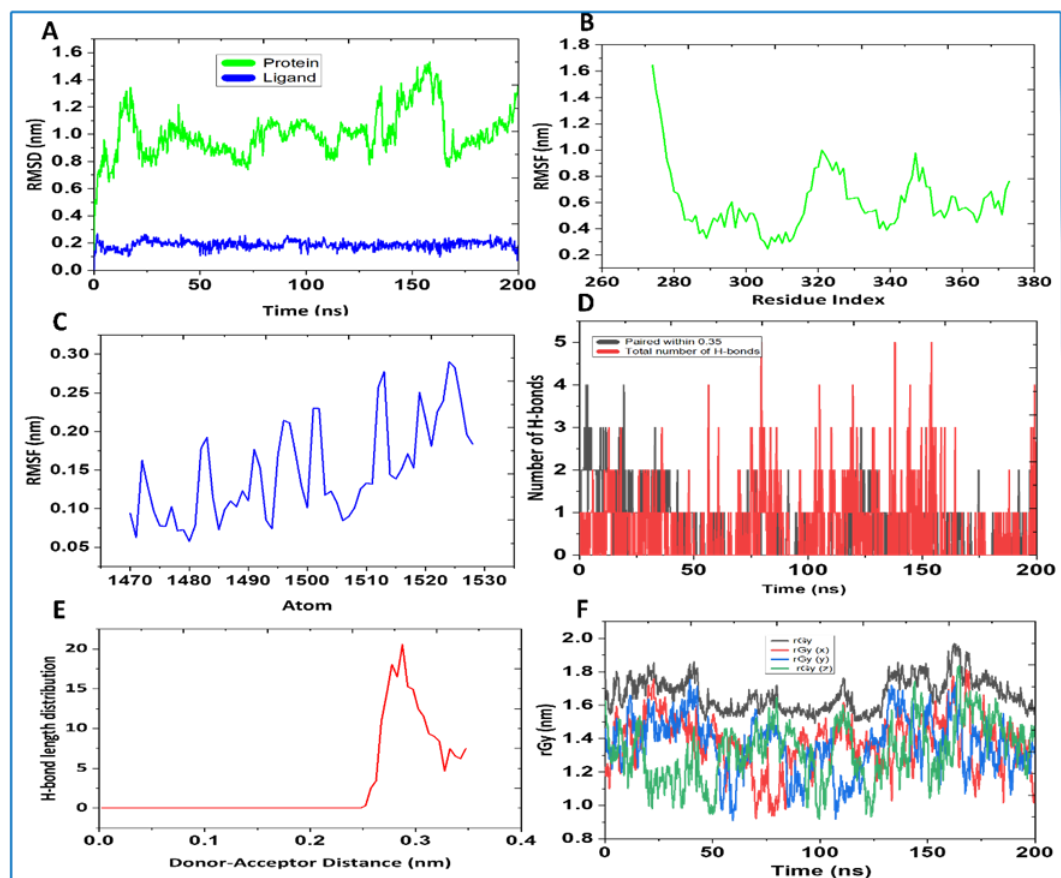 A
Protein
Ligand
RMSD (nm)
1.6
1.4
1.2
1.0
0.8
0.6
0.4
0.2
0.0
0
50
100
150
200
Time (ns)
B
RMSF (nm)
1.8
1.6
1.4
1.2
1.0
0.8
0.6
0.4
0.2
260
280
300
320
340
360
380
Residue Index
C
RMSF (nm)
0.30
0.25
0.20
0.15
0.10
0.05
1470
1480
1490
1500
1510
1520
1530
Atom
D
Paired within 0.35
Total number of H-bonds
Number of H-bonds
5
4
3
2
1
0
0
50
100
150
200
Time (ns)
E
H-bond length distribution
20
15
10
5
0
0.0
0.1
0.2
0.3
0.4
Donor-Acceptor Distance (nm)
F
rGy
rGy (x)
rGy (y)
rGy (z)
rGy (nm)
2.0
1.8
1.6
1.4
1.2
1.0
0.8
0
50
100
150
200
Time (ns)